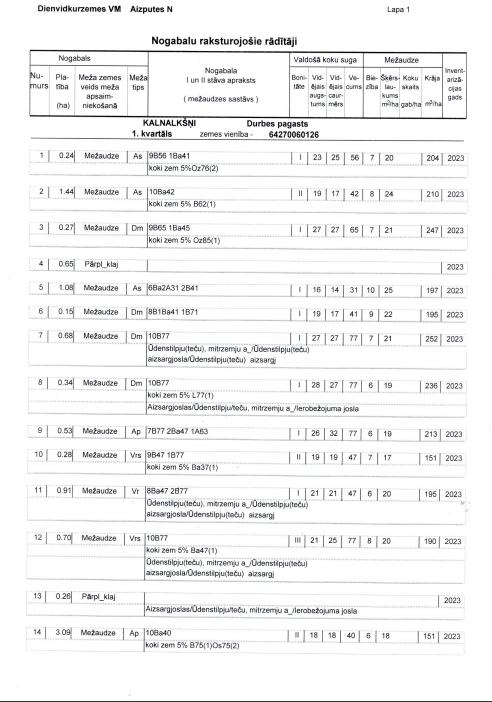 Dienvidkurzemes VM Aizputes N Lapa 1
Nogabalu raksturojošie rādītāji
Nogabals Nogabala I un II stāva apraksts ( mežaudzes sastāvs ) Valdošā koku suga Mežaudze Invent-arizā-cijas gads
Nu-murs Pla-tība (ha) Meža zemes veids meža apsaim-niekošanā Meža tips Boni-tāte Vid-ējais augs-tums Vid-ējais caur-mērs Ve-cums Bie-zība Šķērs-lau-kums m²/ha Koku skaits gab/ha Krāja m³/ha
KALNALKŠŅI Durbes pagasts
1. kvartāls zemes vienība - 64270060126
1 0.24 Mežaudze As 9B56 1Ba41 I 23 25 56 7 20 204 2023
koki zem 5%Oz76(2)
2 1.44 Mežaudze As 10Ba42 II 19 17 42 8 24 210 2023
koki zem 5% B62(1)
3 0.27 Mežaudze Dm 9B65 1Ba45 I 27 27 65 7 21 247 2023
koki zem 5% Oz85(1)
4 0.65 Pārpl_klaj 2023
5 1.08 Mežaudze As 6Ba2A31 2B41 I 16 14 31 10 25 197 2023
6 0.15 Mežaudze Dm 8B1Ba41 1B71 I 19 17 41 9 22 195 2023
7 0.68 Mežaudze Dm 10B77 I 27 27 77 7 21 252 2023
Ūdenstilpju(teču), mitrzemju a_/Ūdenstilpju(teču)
aizsargjosla/Ūdenstilpju(teču) aizsargj
8 0.34 Mežaudze Dm 10B77 I 28 27 77 6 19 236 2023
koki zem 5% L77(1)
Aizsargjoslas/Ūdenstilpju/teču, mitrzemju a_/Ierobežojuma josla
9 0.53 Mežaudze Ap 7B77 2Ba47 1A63 I 26 32 77 6 19 213 2023
10 0.28 Mežaudze Vrs 9B47 1B77 II 19 19 47 7 17 151 2023
koki zem 5% Ba37(1)
11 0.91 Mežaudze Vr 8Ba47 2B77 I 21 21 47 6 20 195 2023
Ūdenstilpju(teču), mitrzemju a_/Ūdenstilpju(teču)
aizsargjosla/Ūdenstilpju(teču) aizsargj
12 0.70 Mežaudze Vrs 10B77 III 21 25 77 8 20 190 2023
koki zem 5% Ba47(1)
Ūdenstilpju(teču), mitrzemju a_/Ūdenstilpju(teču)
aizsargjosla/Ūdenstilpju(teču) aizsargj
13 0.26 Pārpl_klaj 2023
Aizsargjoslas/Ūdenstilpju/teču, mitrzemju a_/Ierobežojuma josla
14 3.09 Mežaudze Ap 10Ba40 II 18 18 40 6 18 151 2023
koki zem 5% B75(1)Os75(2)